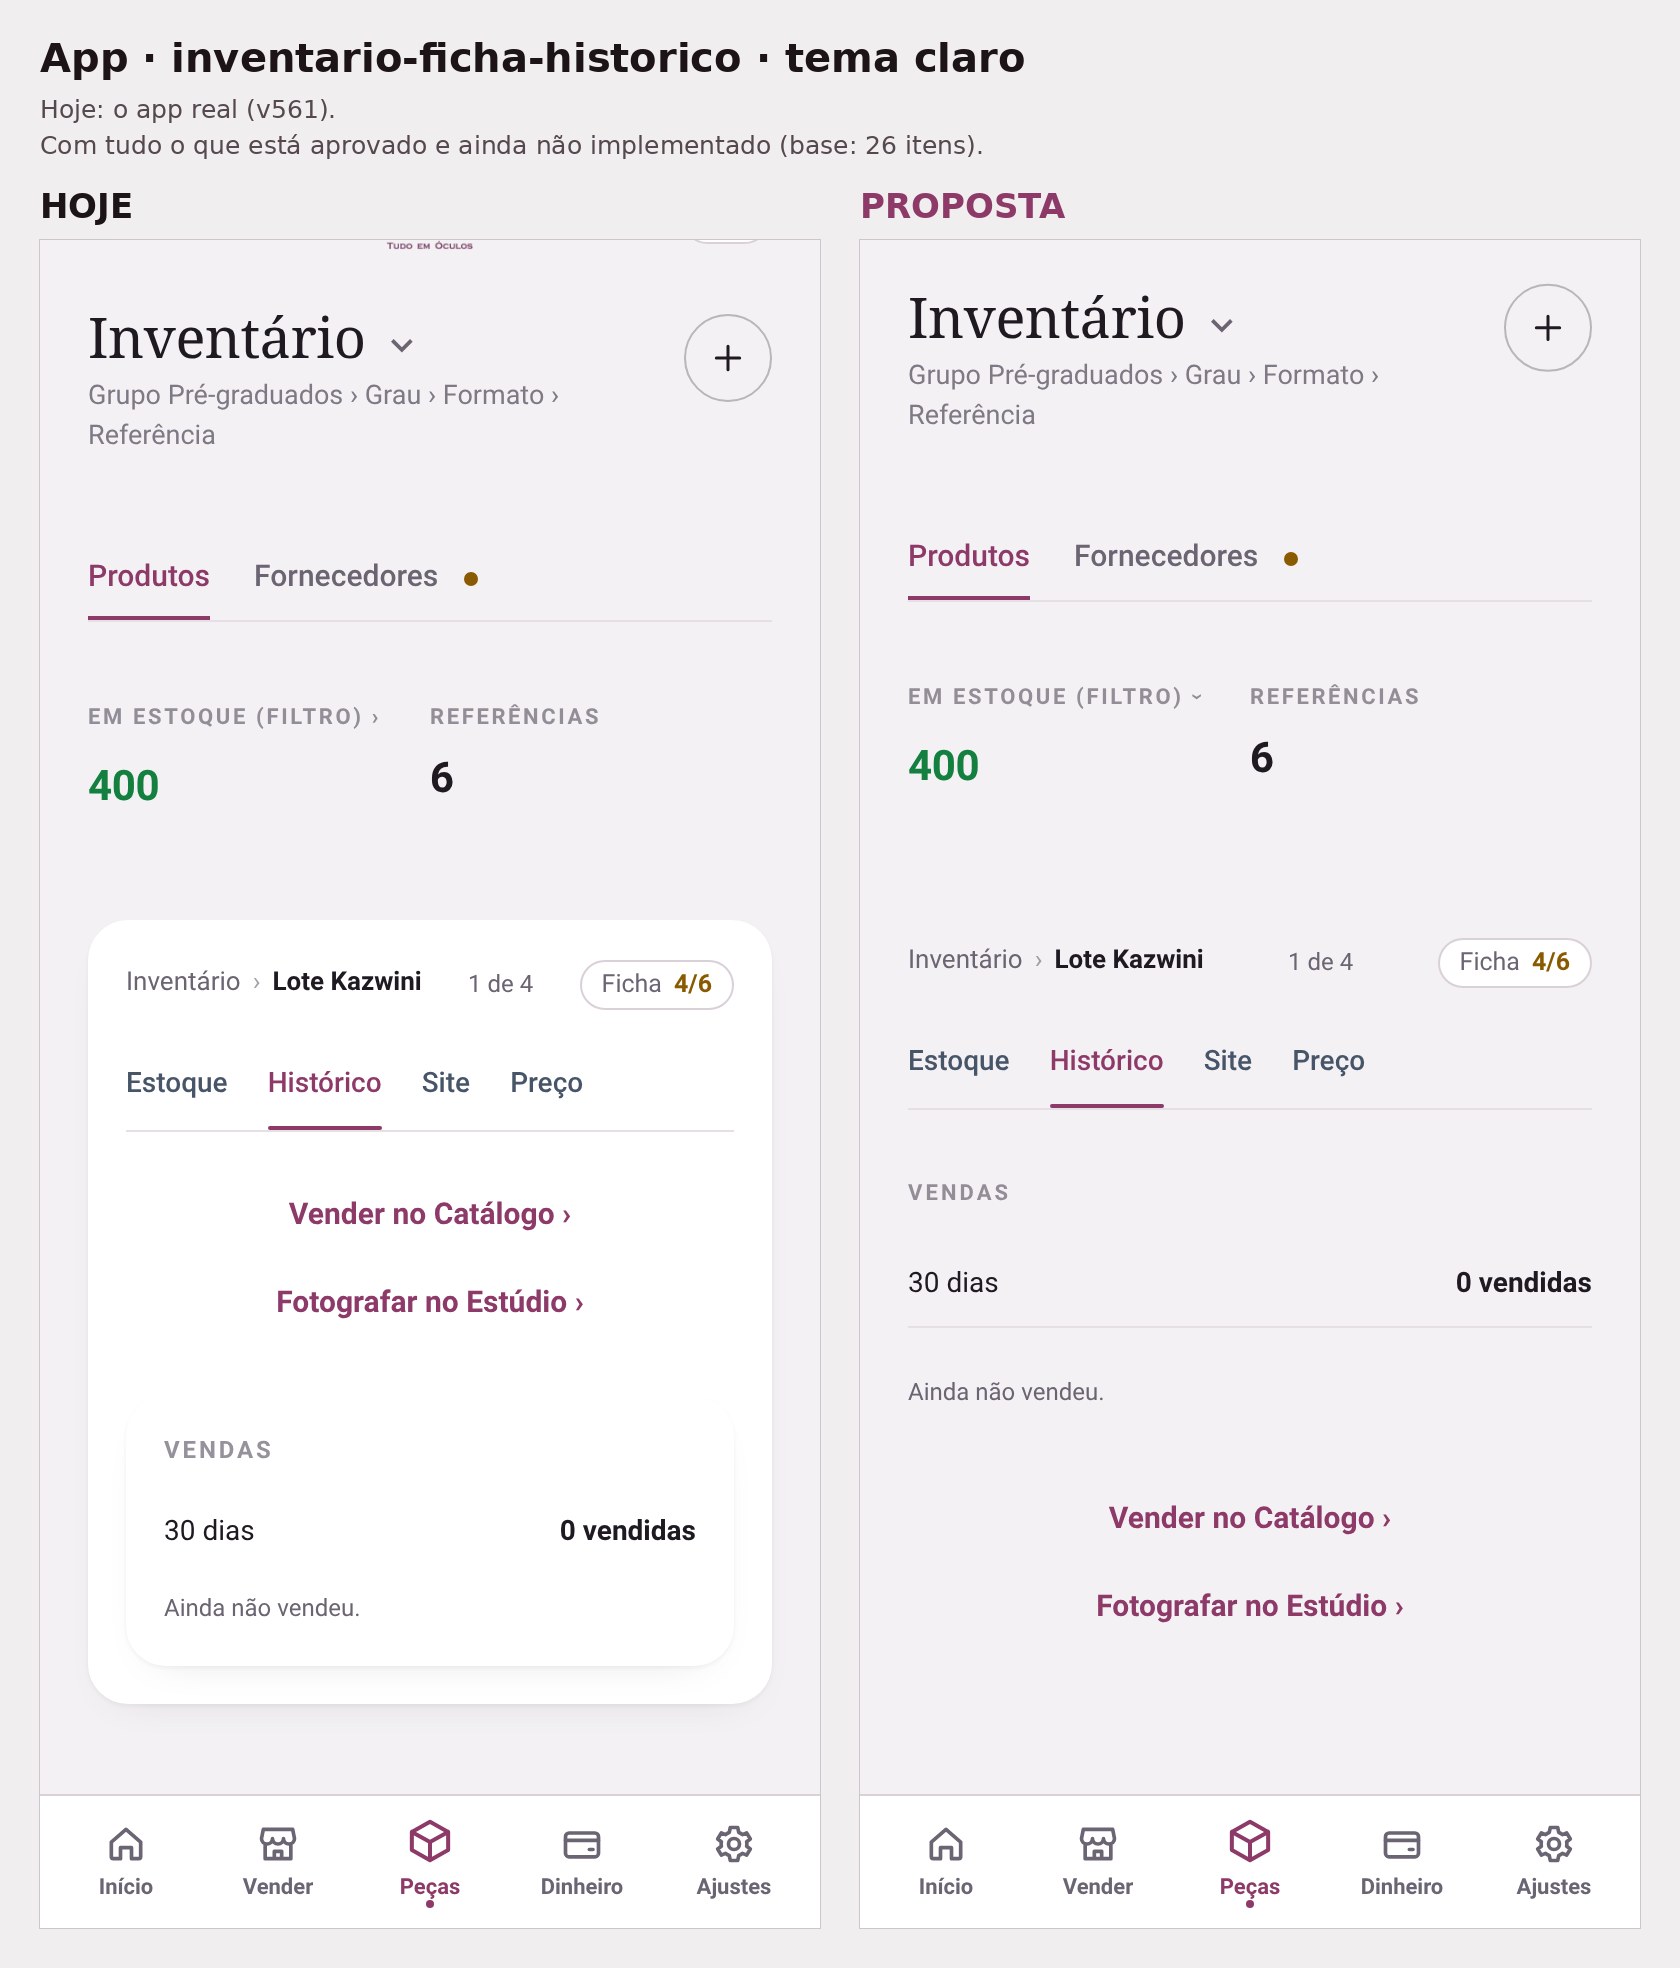 App · inventario-ficha-historico · tema claro
Hoje: o app real (v561).
Com tudo o que está aprovado e ainda não implementado (base: 26 itens).
HOJE
Tudo em Óculos
Inventário
Grupo Pré-graduados › Grau › Formato ›
Referência
Produtos Fornecedores
EM ESTOQUE (FILTRO) › REFERÊNCIAS
400 6
Inventário › Lote Kazwini 1 de 4 Ficha 4/6
Estoque Histórico Site Preço
Vender no Catálogo ›
Fotografar no Estúdio ›
VENDAS
30 dias 0 vendidas
Ainda não vendeu.
Início Vender Peças Dinheiro Ajustes
PROPOSTA
Inventário
Grupo Pré-graduados › Grau › Formato ›
Referência
Produtos Fornecedores
EM ESTOQUE (FILTRO) REFERÊNCIAS
400 6
Inventário › Lote Kazwini 1 de 4 Ficha 4/6
Estoque Histórico Site Preço
VENDAS
30 dias 0 vendidas
Ainda não vendeu.
Vender no Catálogo ›
Fotografar no Estúdio ›
Início Vender Peças Dinheiro Ajustes